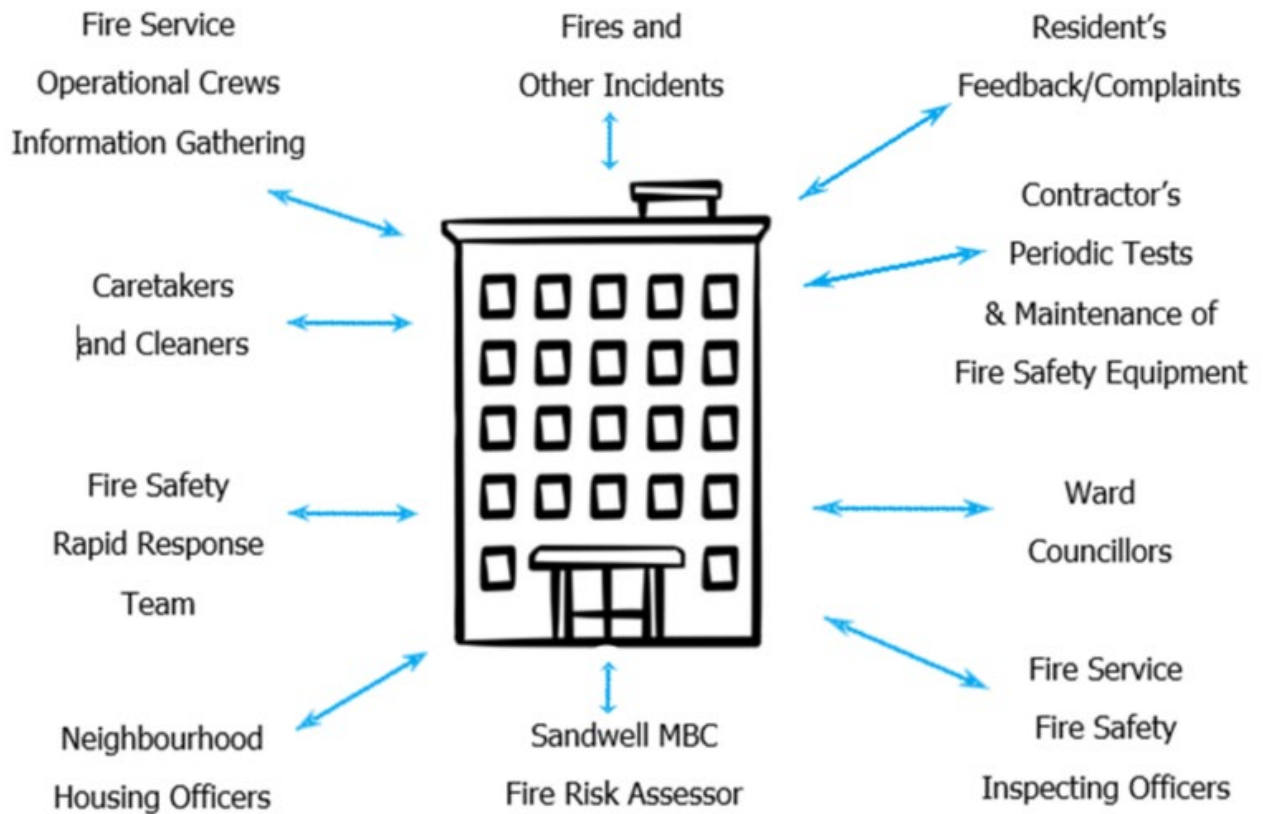 Fire Service
Operational Crews
Information Gathering
Fires and
Other Incidents
Resident’s
Feedback/Complaints
Contractor’s
Periodic Tests
& Maintenance of
Fire Safety Equipment
Caretakers
and Cleaners
Fire Safety
Rapid Response
Team
Ward
Councillors
Neighbourhood
Housing Officers
Sandwell MBC
Fire Risk Assessor
Fire Service
Fire Safety
Inspecting Officers